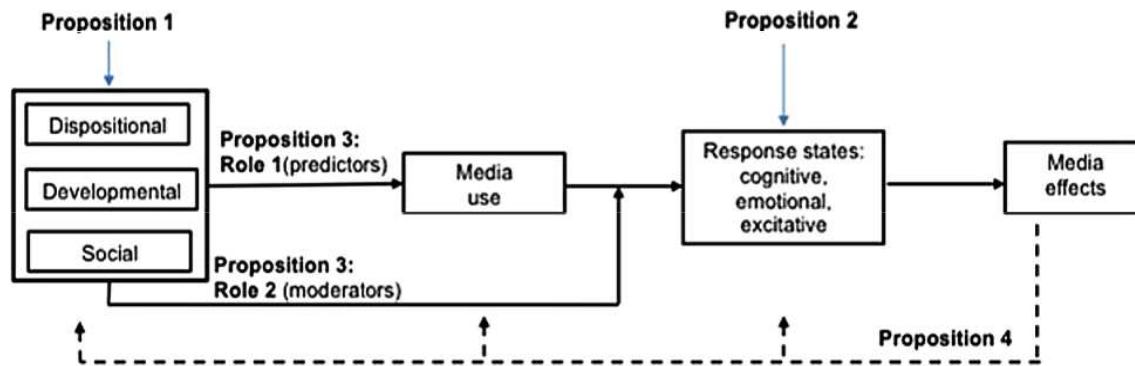 Proposition 1
Proposition 2
Dispositional
Developmental
Social
Proposition 3:
Role 1(predictors)
Media
use
Proposition 3:
Role 2 (moderators)
Response states:
cognitive,
emotional,
excitative
Media
effects
Proposition 4